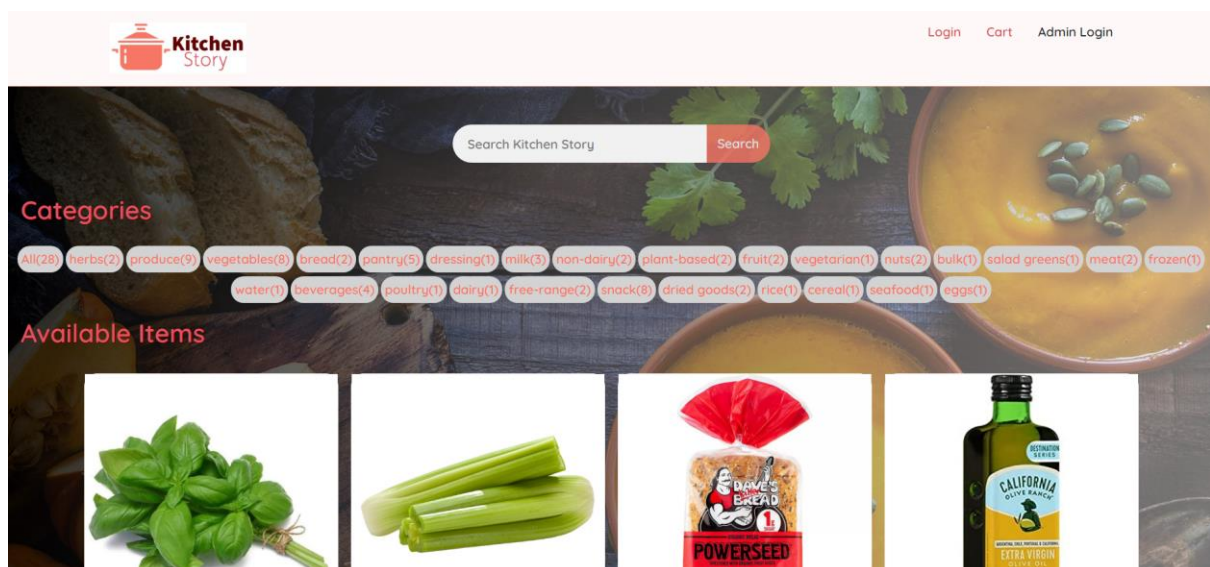 Kitchen
Story
Login Cart Admin Login
Search Kitchen Story Search
Categories
All(28) herbs(2) produce(9) vegetables(8) bread(2) pantry(5) dressing(1) milk(3) non-dairy(2) plant-based(2) fruit(2) vegetarian(1) nuts(2) bulk(1) salad greens(1) meat(2) frozen(1)
water(1) beverages(4) poultry(1) dairy(1) free-range(2) snack(8) dried goods(2) rice(1) cereal(1) seafood(1) eggs(1)
Available Items
DAVE'S
BREAD
POWERSEED
DESTINATION
SERIES
CALIFORNIA
OLIVE RANCH
EXTRA VIRGIN
OLIVE OIL